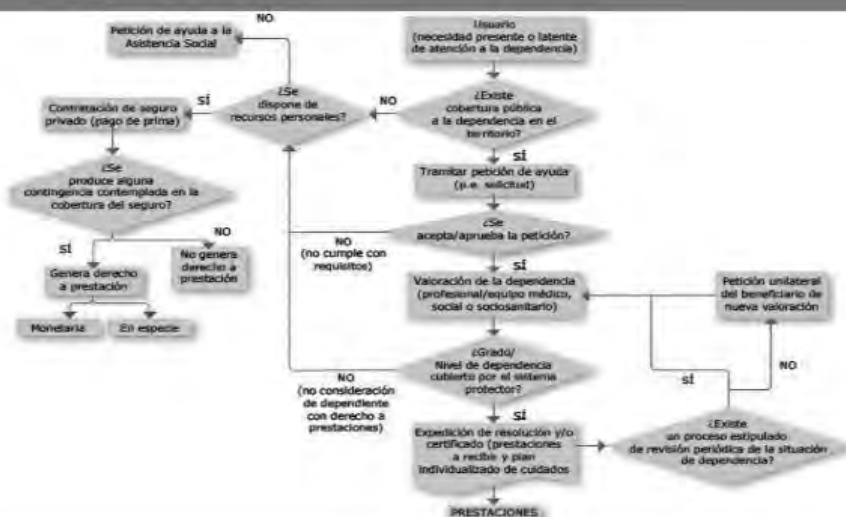 NO
Petición de ayuda a la
Asistencia Social
Usuario
(necesidad presente o latente
de atención a la dependencia)
¿Se
dispone de
recursos personales?
SÍ
NO
¿Existe
cobertura pública
a la dependencia en el
territorio?
Contratación de seguro
privado (pago de prima)
SÍ
¿Se
produce alguna
contingencia contemplada en la
cobertura del seguro?
Tramitar petición de ayuda
(p.e. solicitud)
¿Se
acepta/aprueba la petición?
SÍ
NO
NO
(no cumple con
requisitos)
SÍ
No genera
derecho a
prestación
Genera derecho
a prestación
Valoración de la dependencia
(profesional/equipo médico,
social o sociosanitario)
Petición unilateral
del beneficiario de
nueva valoración
Monetaria
En especie
¿Grado/
Nivel de dependencia
cubierto por el sistema
protector?
NO
(no consideración
de dependiente
con derecho a
prestaciones)
SÍ
NO
SÍ
Expedición de resolución y/o
certificado (prestaciones
a recibir y plan
individualizado de cuidados
¿Existe
un proceso estipulado
de revisión periódica de la situación
de dependencia?
PRESTACIONES